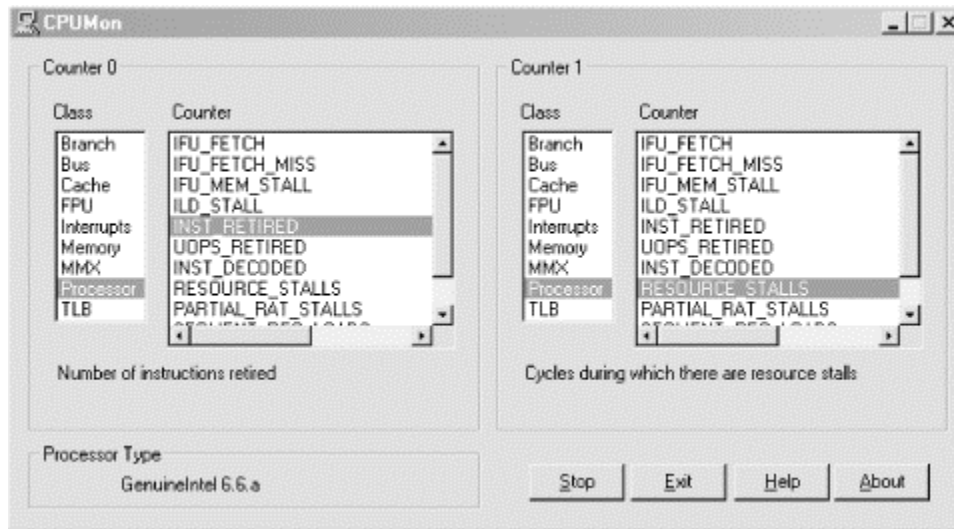 CPUMon
Counter 0
Class Counter
Branch
Bus
Cache
FPU
Interrupts
Memory
MMX
Processor
TLB
IFU_FETCH
IFU_FETCH_MISS
IFU_MEM_STALL
ILD_STALL
INST_RETIRED
UOPS_RETIRED
INST_DECODED
RESOURCE_STALLS
PARTIAL_RAT_STALLS
Number of instructions retired
Counter 1
Class Counter
Branch
Bus
Cache
FPU
Interrupts
Memory
MMX
Processor
TLB
IFU_FETCH
IFU_FETCH_MISS
IFU_MEM_STALL
ILD_STALL
INST_RETIRED
UOPS_RETIRED
INST_DECODED
RESOURCE_STALLS
PARTIAL_RAT_STALLS
Cycles during which there are resource stalls
Processor Type
GenuineIntel 6.6.a
Stop Exit Help About